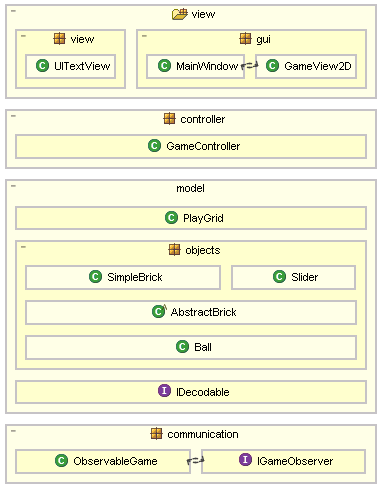 view
view
gui
UITextView
MainWindow
GameView2D
controller
GameController
model
PlayGrid
objects
SimpleBrick
Slider
AbstractBrick
Ball
IDecodable
communication
ObservableGame
IGameObserver